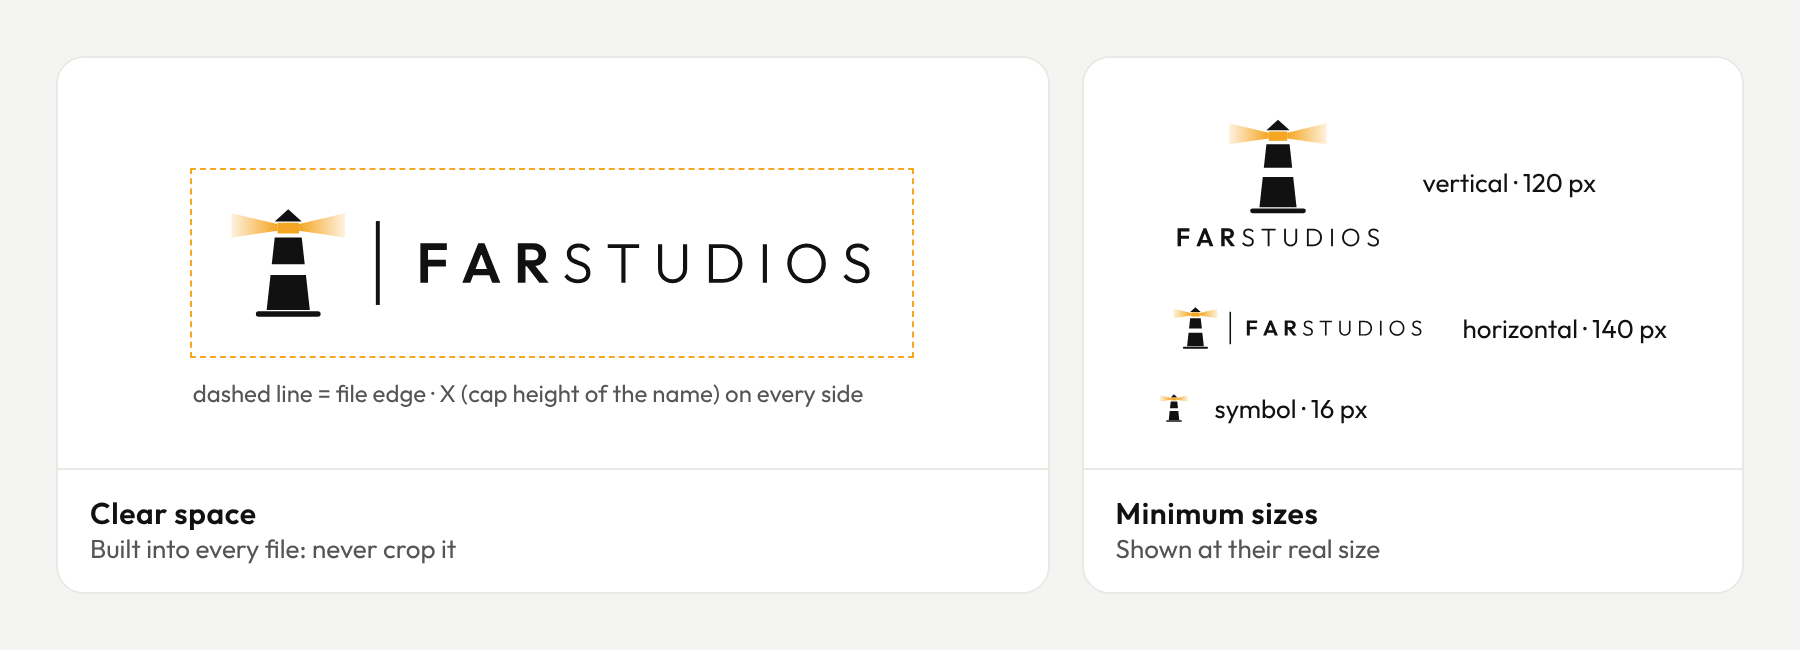 FARSTUDIOS
dashed line = file edge · X (cap height of the name) on every side
Clear space
Built into every file: never crop it
FARSTUDIOS
vertical · 120 px
FARSTUDIOS
horizontal · 140 px
symbol · 16 px
Minimum sizes
Shown at their real size